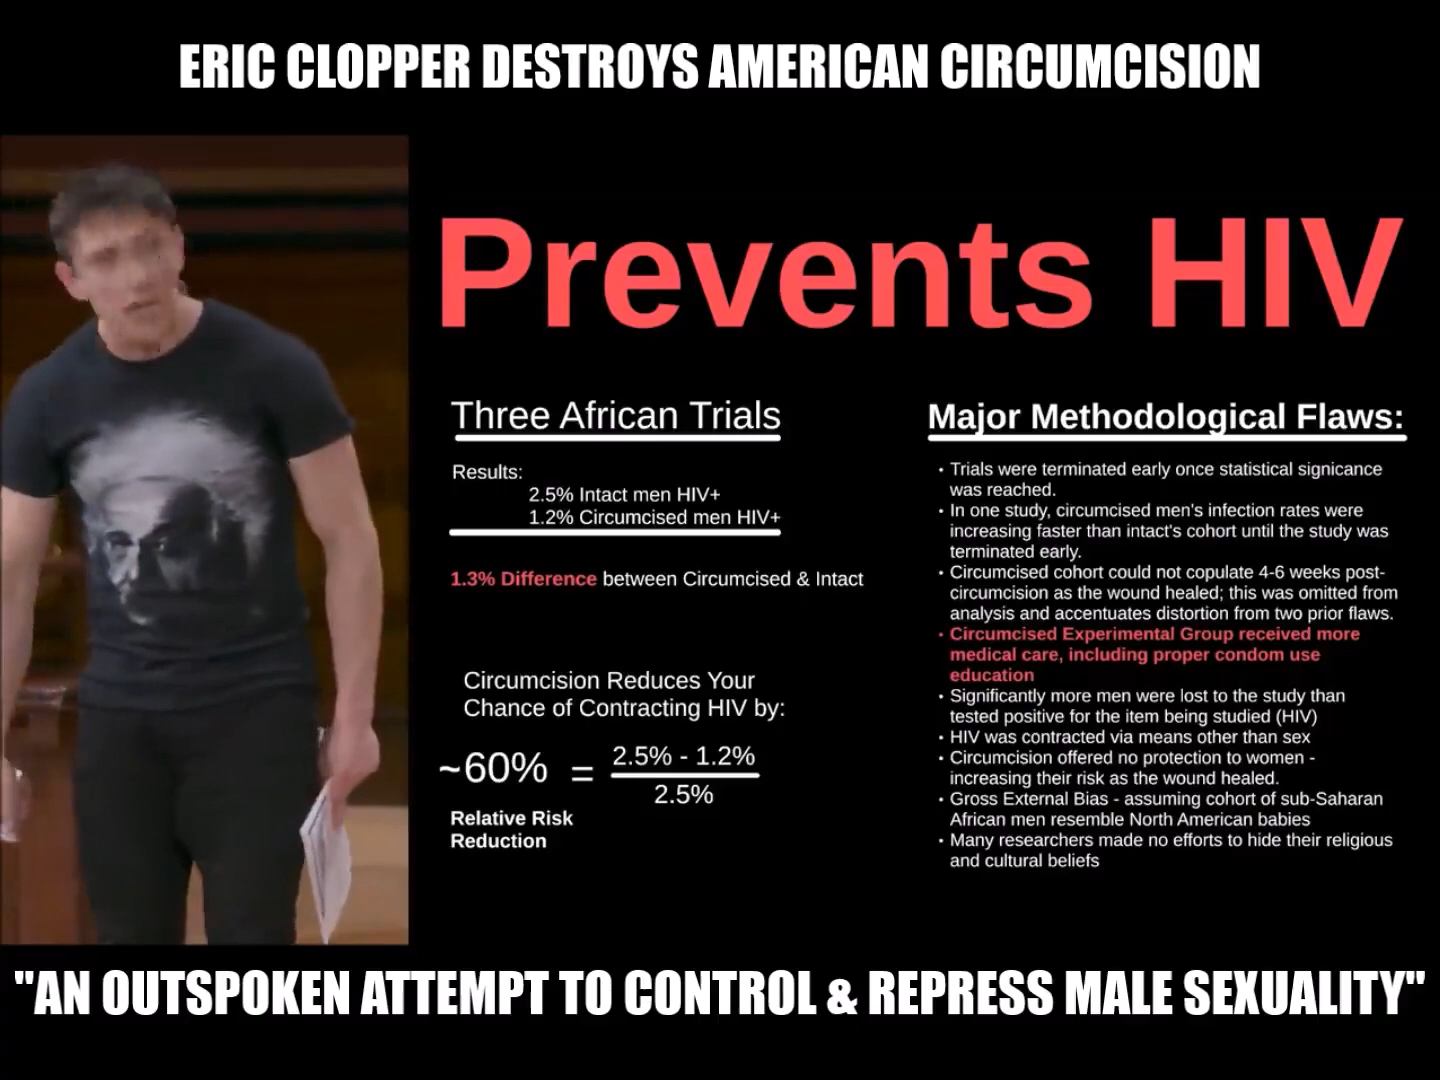 ERIC CLOPPER DESTROYS AMERICAN CIRCUMCISION
Prevents HIV
Three African Trials
Results:
2.5% Intact men HIV+
1.2% Circumcised men HIV+
1.3% Difference between Circumcised & Intact
Circumcision Reduces Your
Chance of Contracting HIV by:
~60% = 2.5% - 1.2%
2.5%
Relative Risk
Reduction
Major Methodological Flaws:
• Trials were terminated early once statistical signicance
was reached.
• In one study, circumcised men's infection rates were
increasing faster than intact's cohort until the study was
terminated early.
• Circumcised cohort could not copulate 4-6 weeks post-
circumcision as the wound healed; this was omitted from
analysis and accentuates distortion from two prior flaws.
• Circumcised Experimental Group received more
medical care, including proper condom use
education
• Significantly more men were lost to the study than
tested positive for the item being studied (HIV)
• HIV was contracted via means other than sex
• Circumcision offered no protection to women -
increasing their risk as the wound healed.
• Gross External Bias - assuming cohort of sub-Saharan
African men resemble North American babies
• Many researchers made no efforts to hide their religious
and cultural beliefs
"AN OUTSPOKEN ATTEMPT TO CONTROL & REPRESS MALE SEXUALITY"